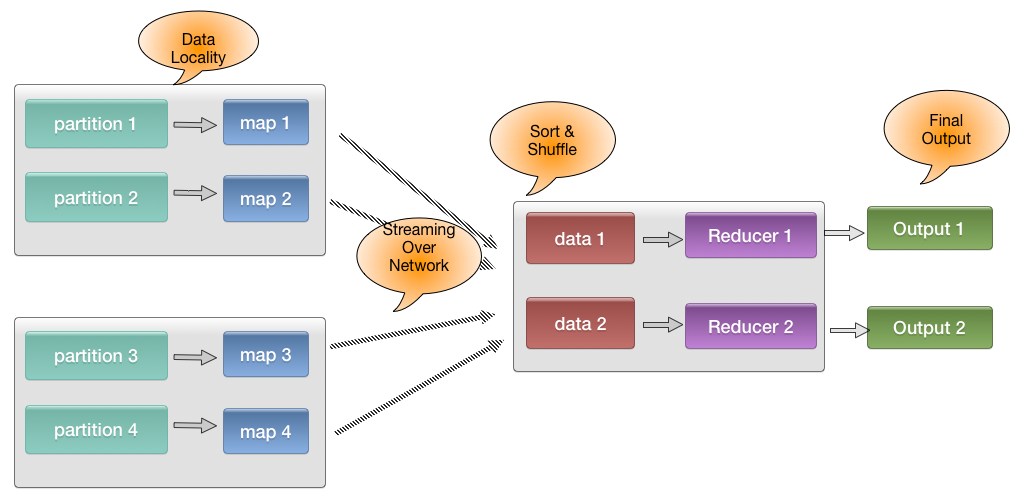 Data
Locality
partition 1
map 1
partition 2
map 2
Streaming
Over
Network
partition 3
map 3
partition 4
map 4
Sort &
Shuffle
data 1
Reducer 1
data 2
Reducer 2
Final
Output
Output 1
Output 2